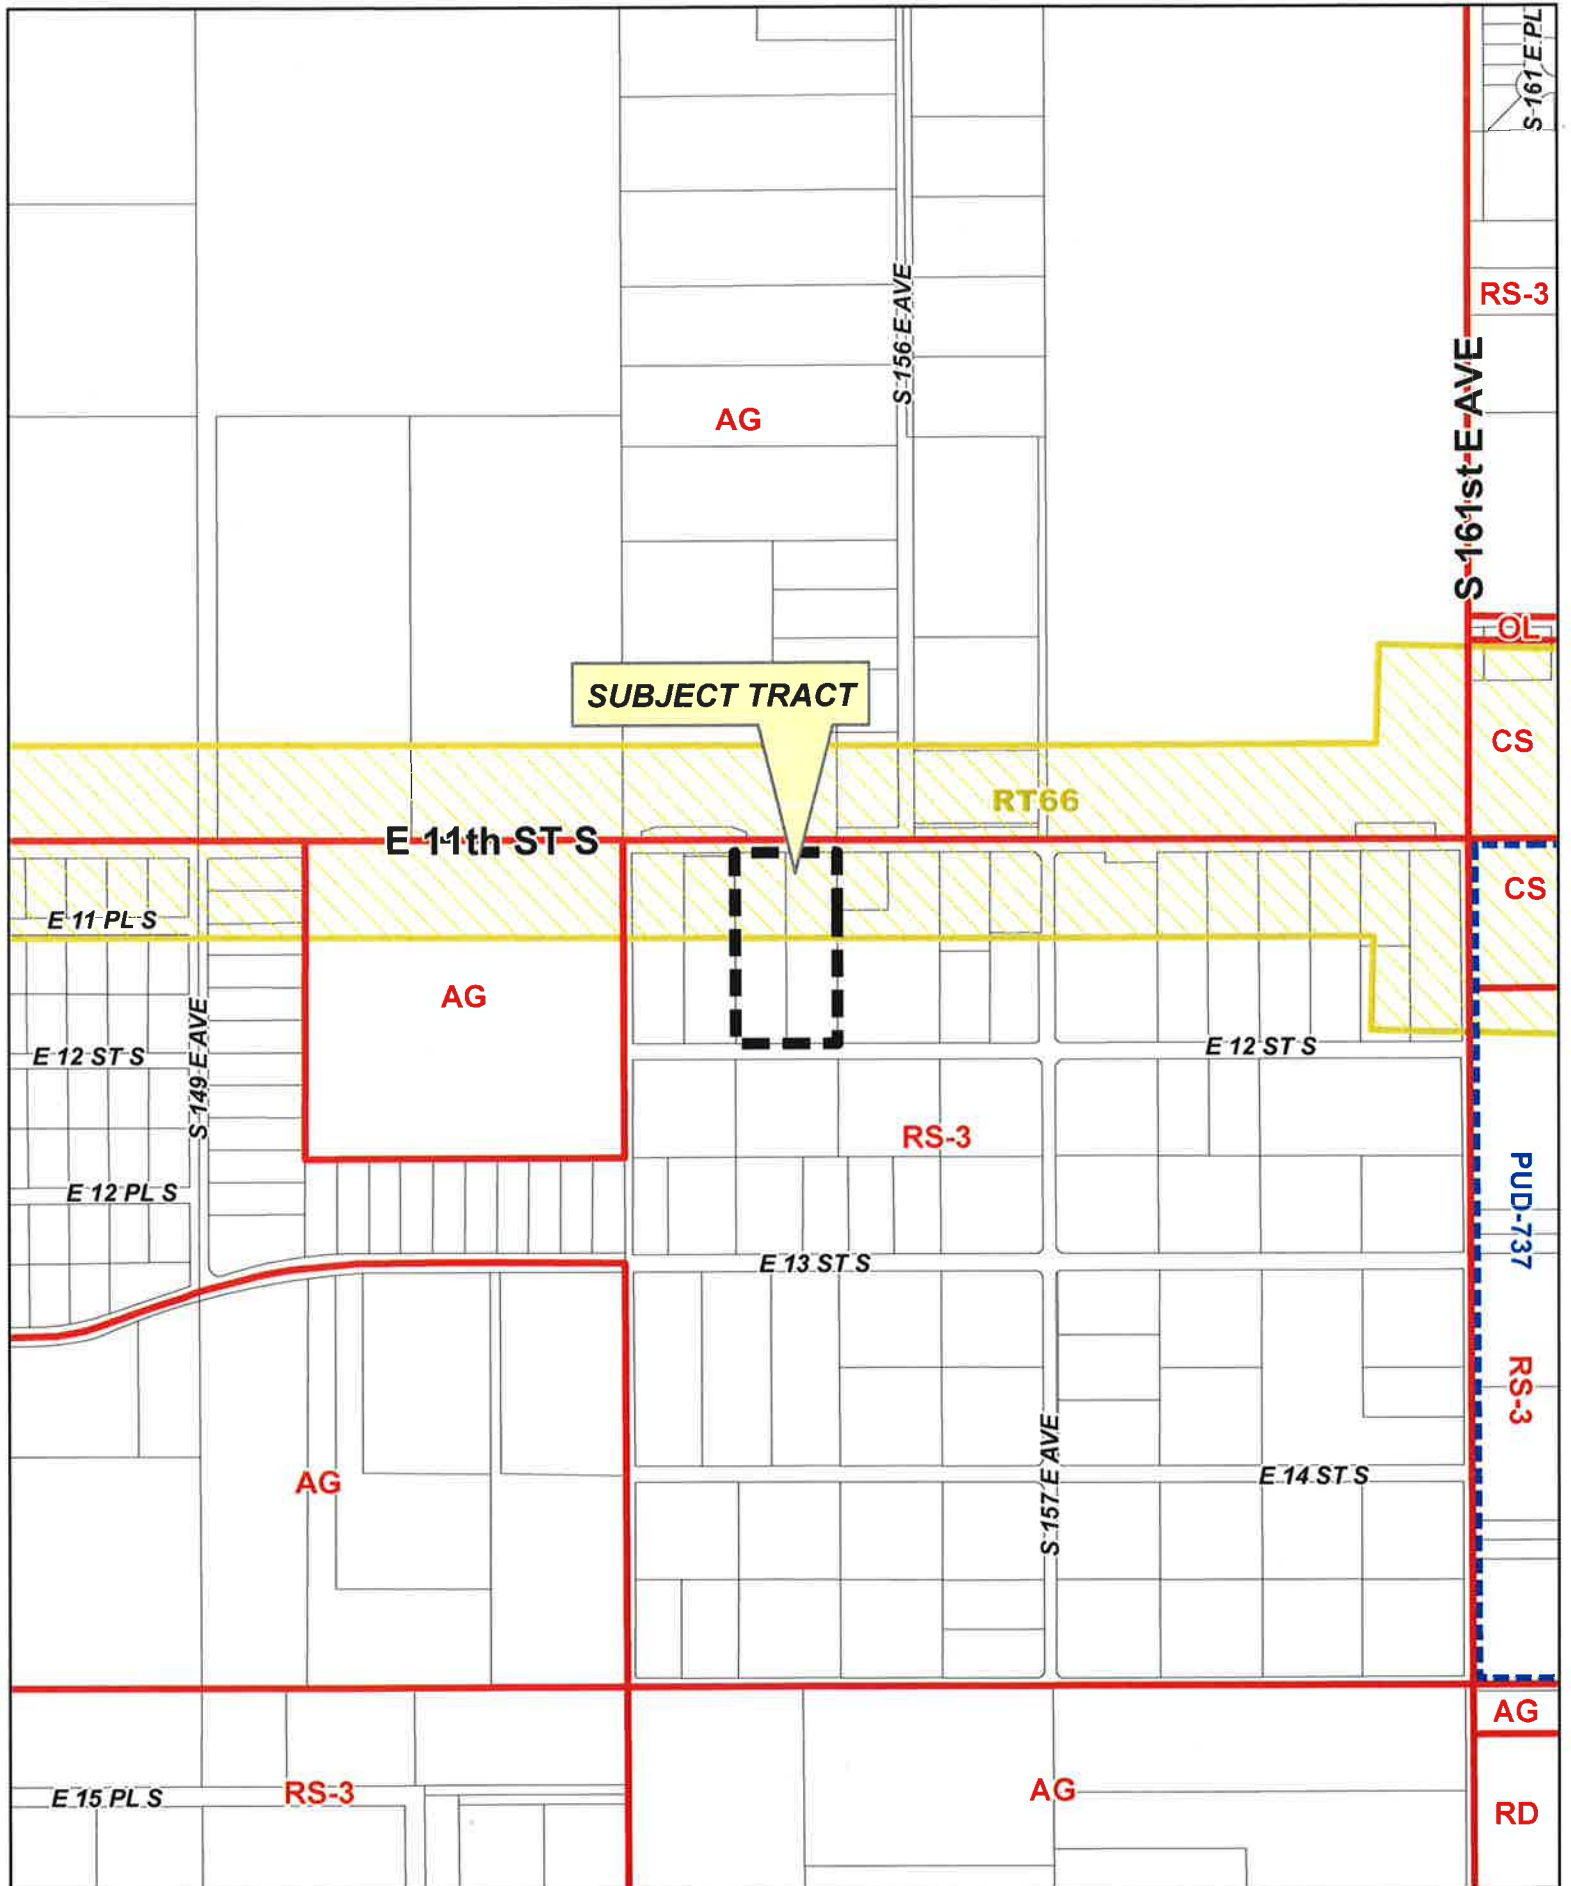 S 161 E PL
RS-3
S 156 E AVE
S 161st E AVE
AG
OL
SUBJECT TRACT
CS
RT66
E 11th ST S
CS
E 11 PL S
AG
S 149 E AVE
E 12 ST S
E 12 ST S
RS-3
E 12 PL S
PUD-737
E 13 ST S
RS-3
AG
S 157 E AVE
E 14 ST S
AG
E 15 PL S
RS-3
AG
RD